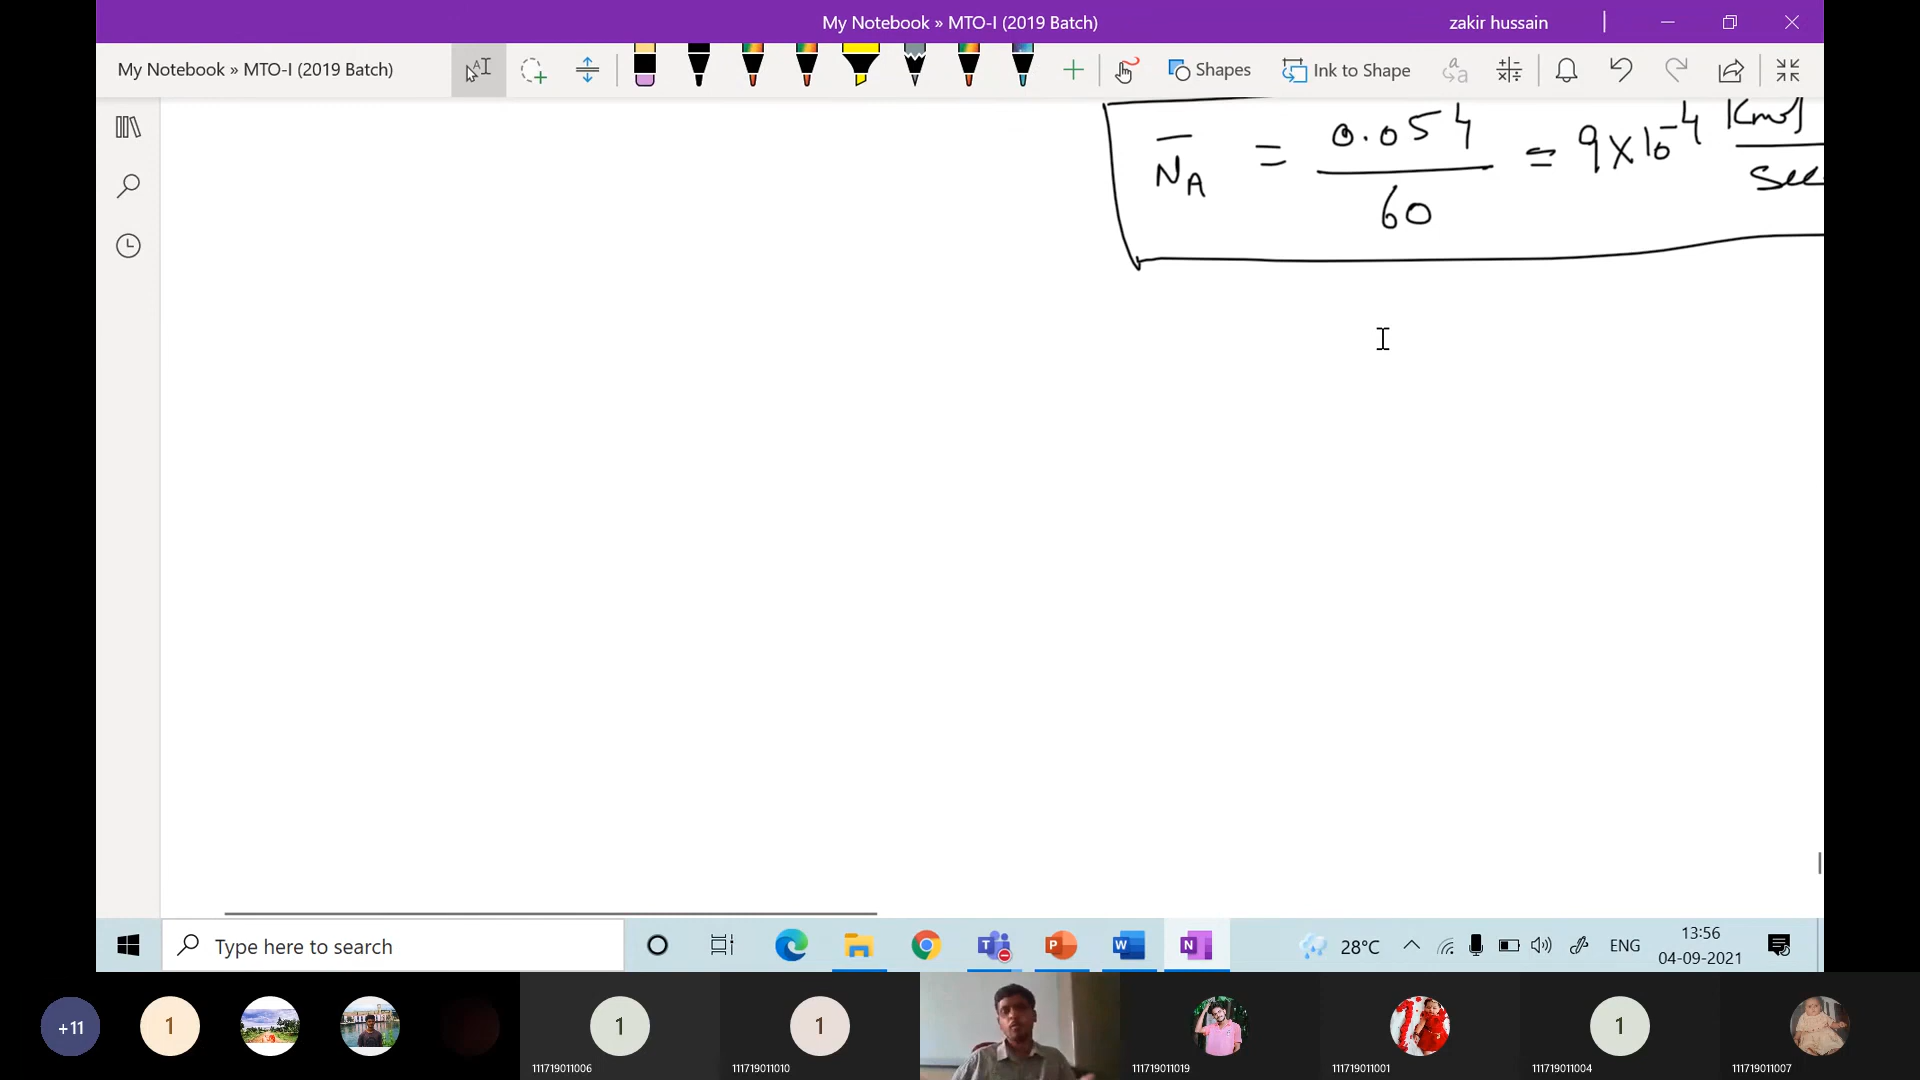 My Notebook » MTO-I (2019 Batch)
zakir hussain
My Notebook » MTO-I (2019 Batch)
Shapes
Ink to Shape
N̅A = 0.054 / 60 = 9X10⁻⁴ Kmol / Sec
Type here to search
28°C
ENG
13:56
04-09-2021
+11
1
1
1
1
111719011006
111719011010
111719011019
111719011001
111719011004
111719011007